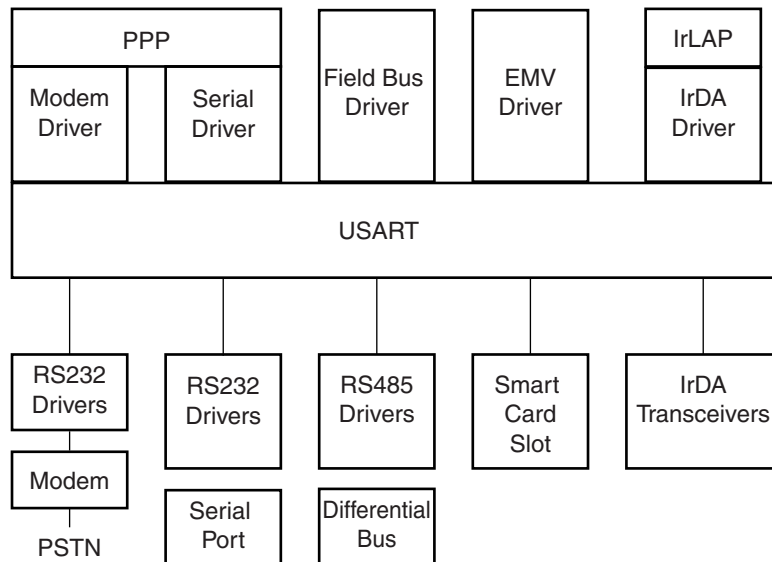 PPP
IrLAP
Modem
Driver
Serial
Driver
Field Bus
Driver
EMV
Driver
IrDA
Driver
USART
RS232
Drivers
RS232
Drivers
RS485
Drivers
Smart
Card
Slot
IrDA
Transceivers
Modem
Serial
Port
Differential
Bus
PSTN